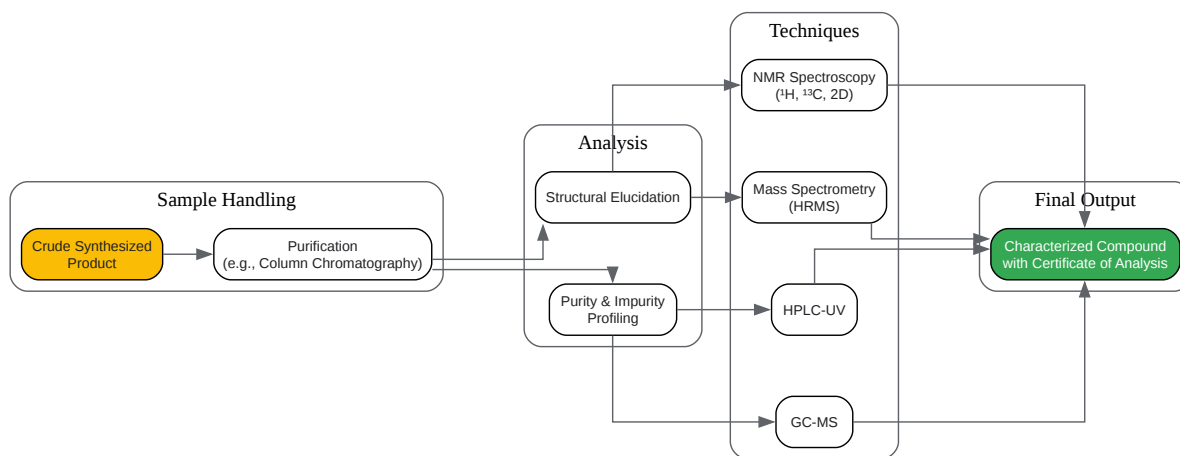 Sample Handling
Crude Synthesized
Product
Purification
(e.g., Column Chromatography)
Analysis
Structural Elucidation
Purity & Impurity
Profiling
Techniques
NMR Spectroscopy
(¹H, ¹³C, 2D)
Mass Spectrometry
(HRMS)
HPLC-UV
GC-MS
Final Output
Characterized Compound
with Certificate of Analysis